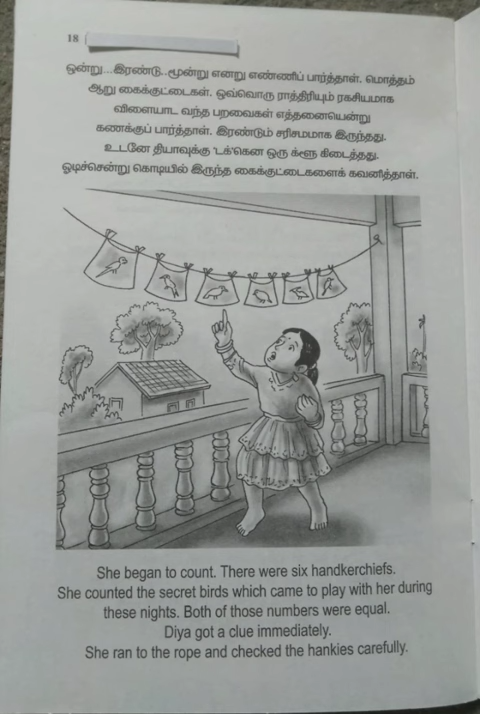 18
ஒன்று...இரண்டு..மூன்று எனறு எண்ணிப் பார்த்தாள். மொத்தம்
ஆறு கைக்குட்டைகள். ஒவ்வொரு ராத்திரியும் ரகசியமாக
விளையாட வந்த பறவைகள் எத்தனையென்று
கணக்குப் பார்த்தாள். இரண்டும் சரிசமமாக இருந்தது.
உடனே தியாவுக்கு 'டக்'கென ஒரு க்ளூ கிடைத்தது.
ஓடிச்சென்று கொடியில் இருந்த கைக்குட்டைகளைக் கவனித்தாள்.
She began to count. There were six handkerchiefs.
She counted the secret birds which came to play with her during
these nights. Both of those numbers were equal.
Diya got a clue immediately.
She ran to the rope and checked the hankies carefully.